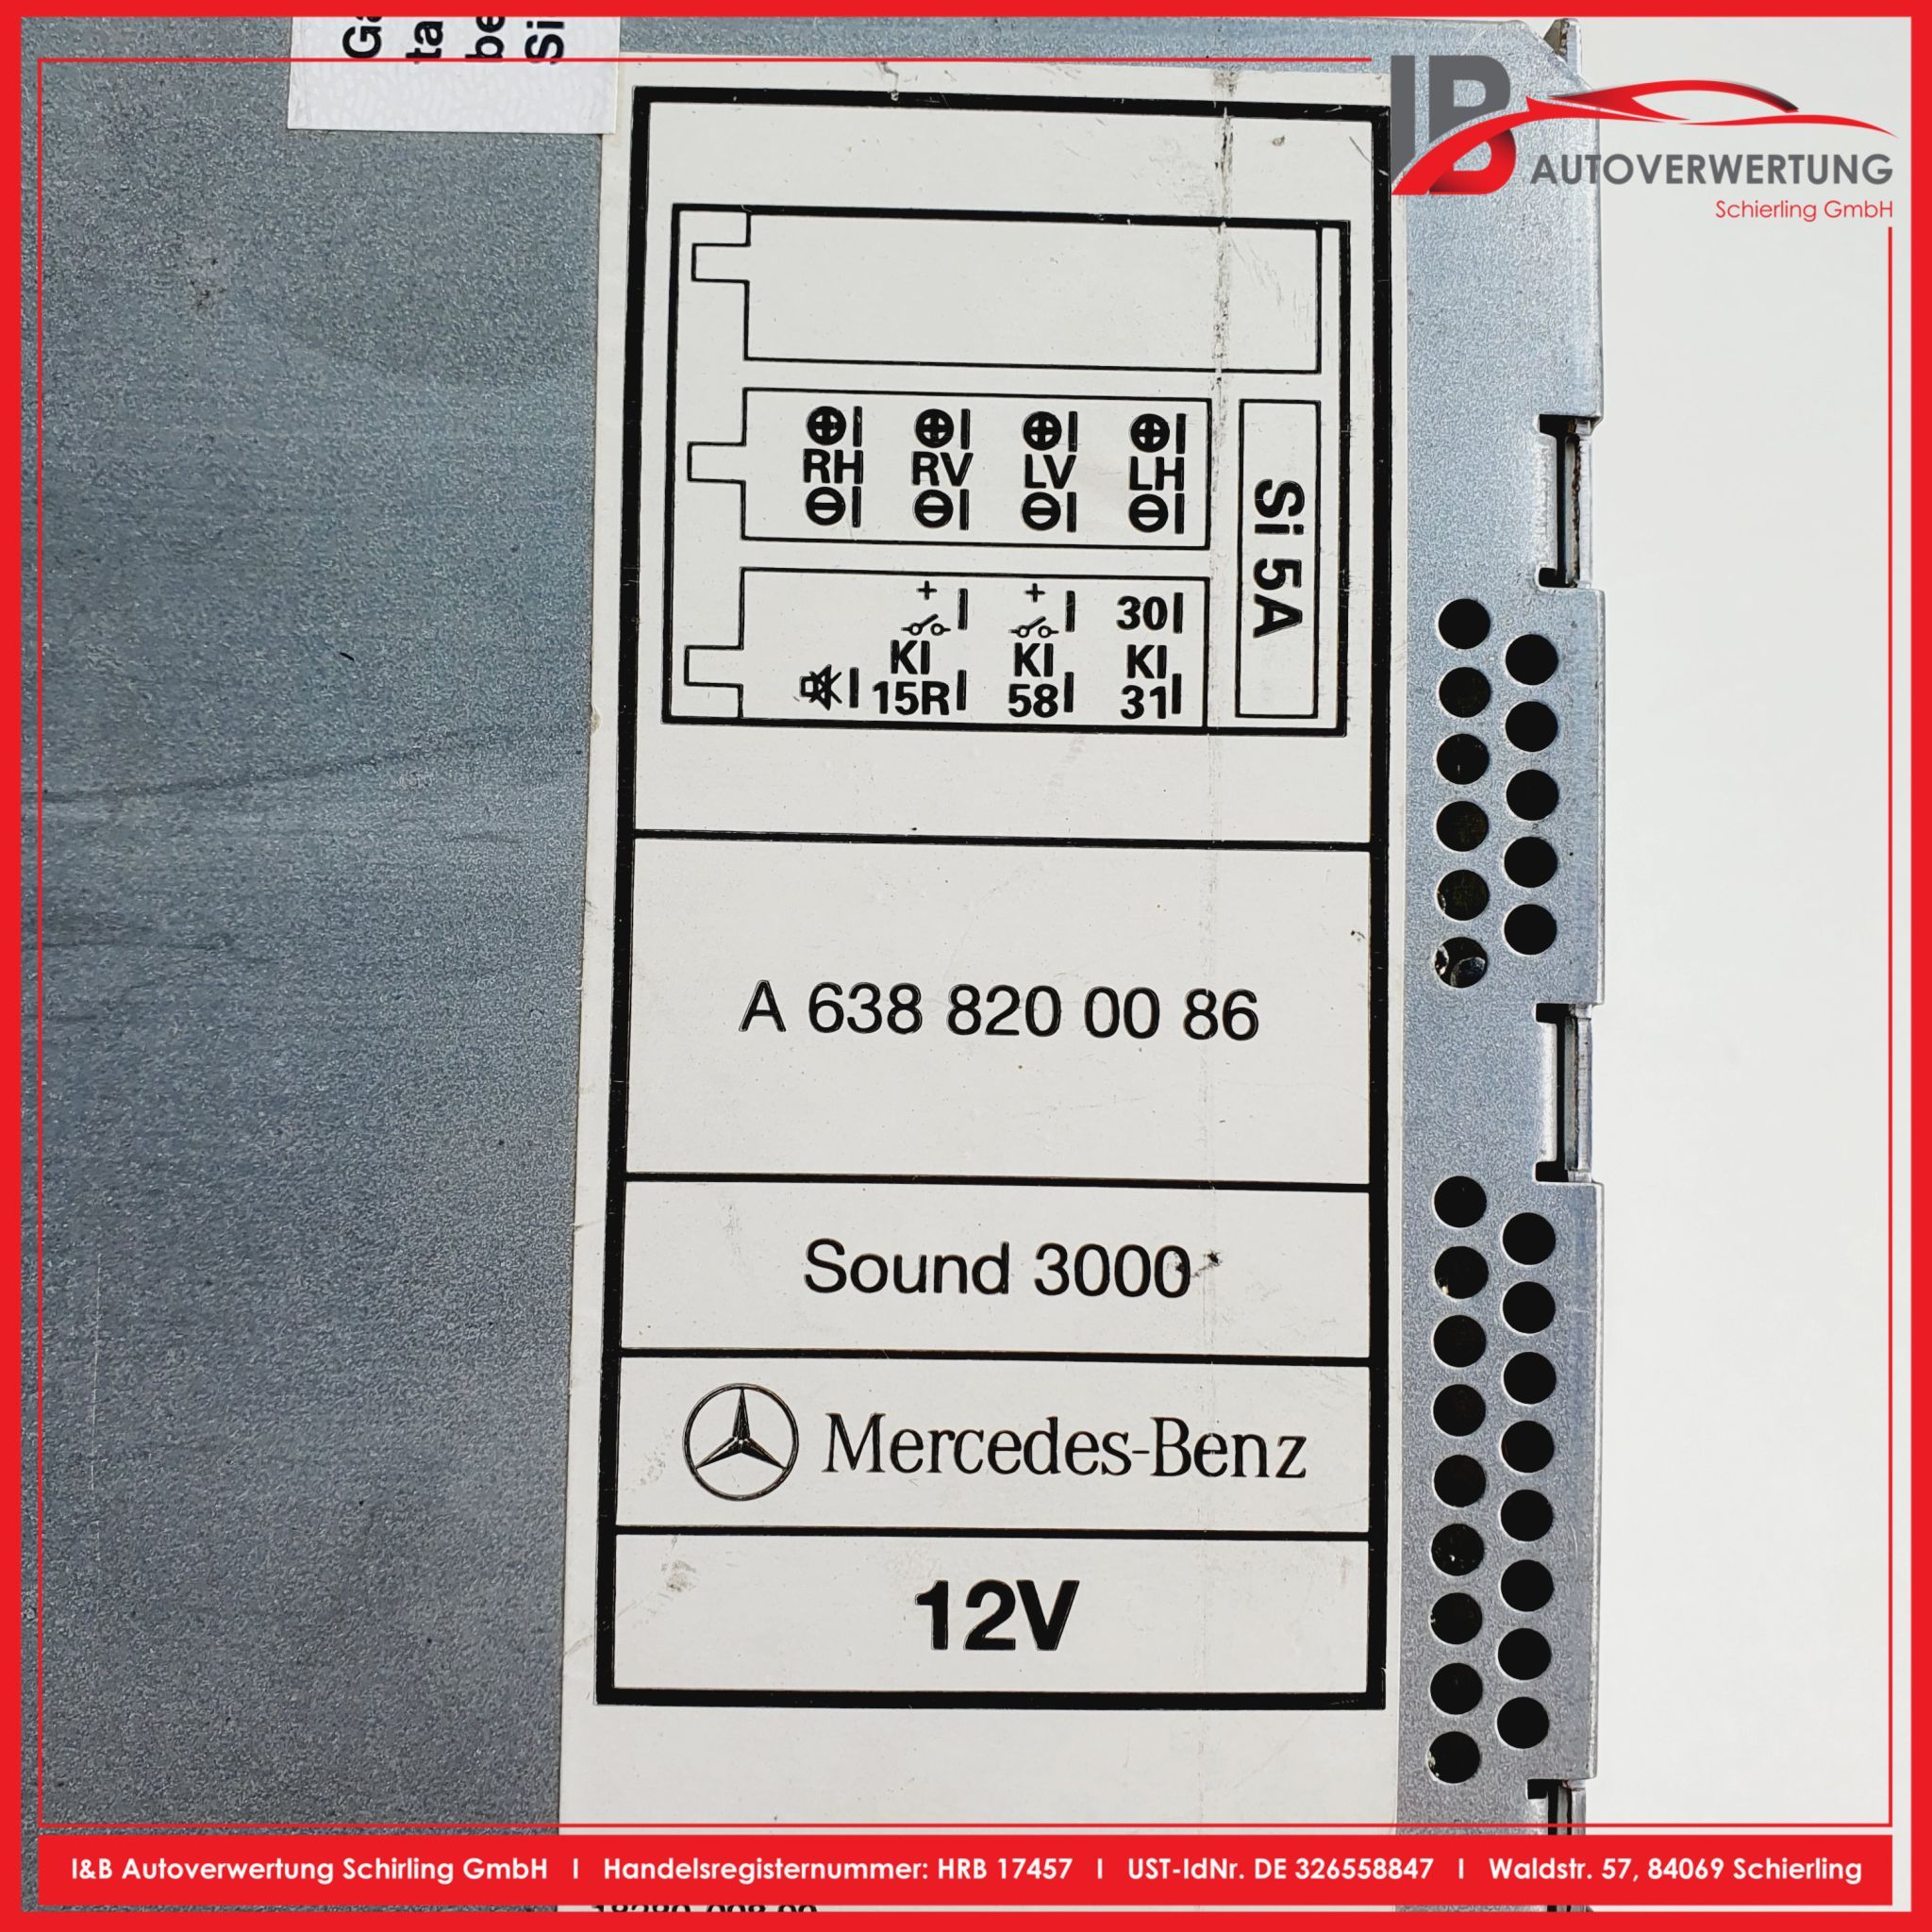 IB
AUTOVERWERTUNG
Schierling GmbH
RH RV LV LH
Si 5A
+ + 30
Kl Kl Kl
15R 58 31
A 638 820 00 86
Sound 3000
Mercedes-Benz
12V
I&B Autoverwertung Schirling GmbH I Handelsregisternummer: HRB 17457 I UST-IdNr. DE 326558847 I Waldstr. 57, 84069 Schierling